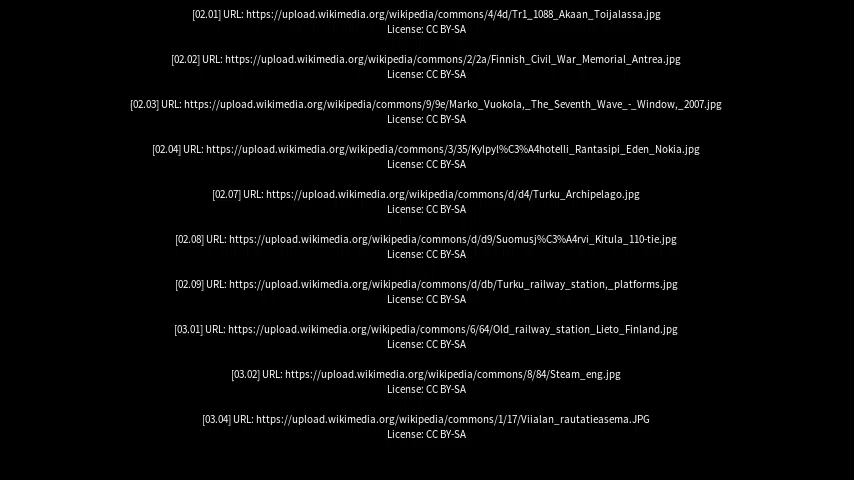 [02.01] URL: https://upload.wikimedia.org/wikipedia/commons/4/4d/Tr1_1088_Akaan_Toijalassa.jpg
License: CC BY-SA
[02.02] URL: https://upload.wikimedia.org/wikipedia/commons/2/2a/Finnish_Civil_War_Memorial_Antrea.jpg
License: CC BY-SA
[02.03] URL: https://upload.wikimedia.org/wikipedia/commons/9/9e/Marko_Vuokola,_The_Seventh_Wave_-_Window,_2007.jpg
License: CC BY-SA
[02.04] URL: https://upload.wikimedia.org/wikipedia/commons/3/35/Kylpyl%C3%A4hotelli_Rantasipi_Eden_Nokia.jpg
License: CC BY-SA
[02.07] URL: https://upload.wikimedia.org/wikipedia/commons/d/d4/Turku_Archipelago.jpg
License: CC BY-SA
[02.08] URL: https://upload.wikimedia.org/wikipedia/commons/d/d9/Suomusj%C3%A4rvi_Kitula_110-tie.jpg
License: CC BY-SA
[02.09] URL: https://upload.wikimedia.org/wikipedia/commons/d/db/Turku_railway_station,_platforms.jpg
License: CC BY-SA
[03.01] URL: https://upload.wikimedia.org/wikipedia/commons/6/64/Old_railway_station_Lieto_Finland.jpg
License: CC BY-SA
[03.02] URL: https://upload.wikimedia.org/wikipedia/commons/8/84/Steam_eng.jpg
License: CC BY-SA
[03.04] URL: https://upload.wikimedia.org/wikipedia/commons/1/17/Viialan_rautatieasema.JPG
License: CC BY-SA